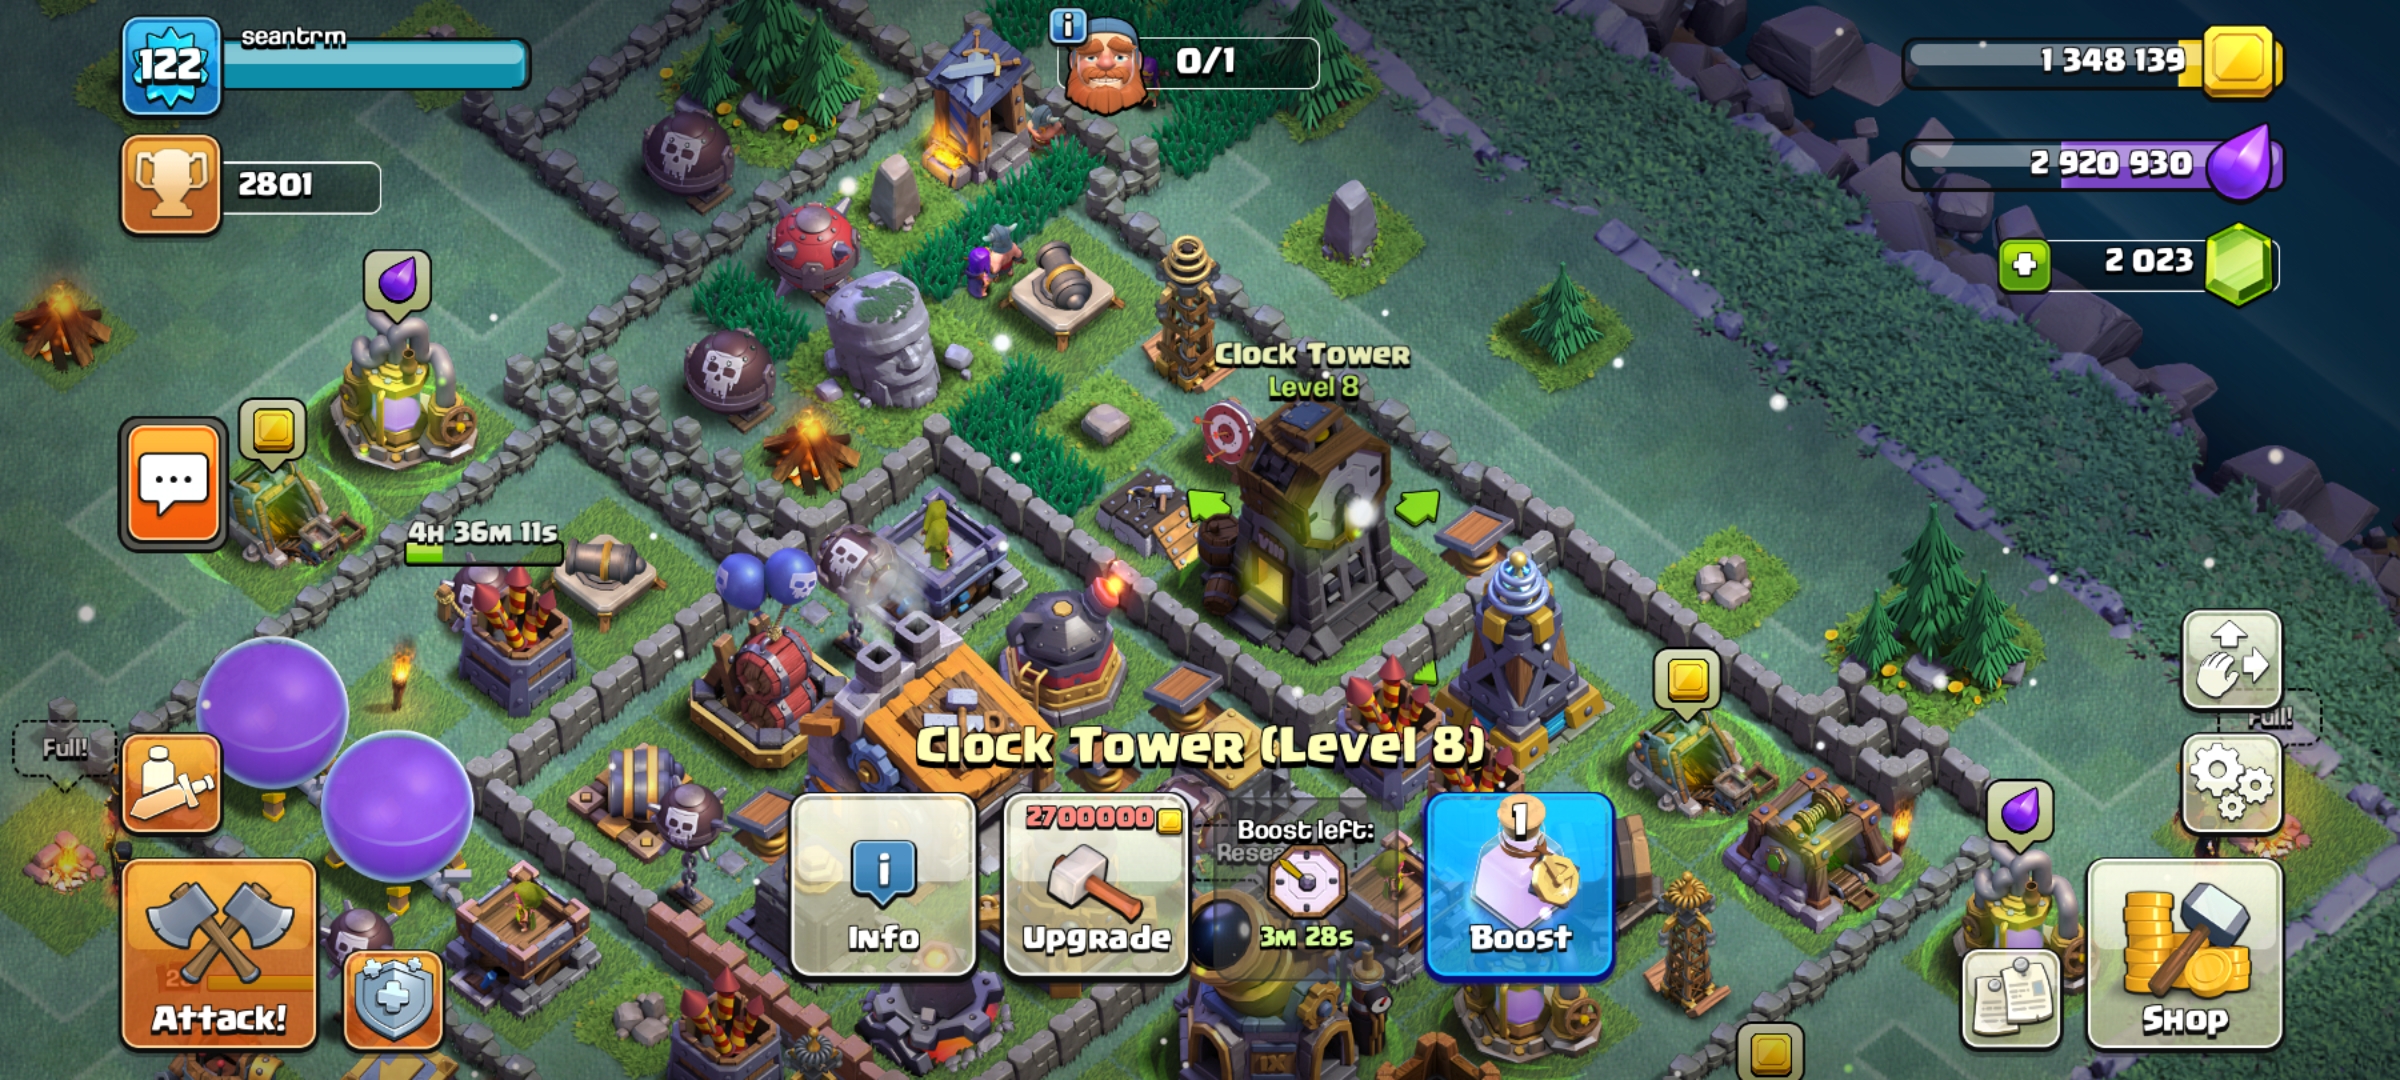 122
seantrm
0/1
1 348 139
2801
2 920 930
2 023
Clock Tower
Level 8
4H 36M 11s
Full!
Full!
Clock Tower (Level 8)
2700000
Boost left:
1
Info
Upgrade
3M 28s
Boost
Attack!
Shop